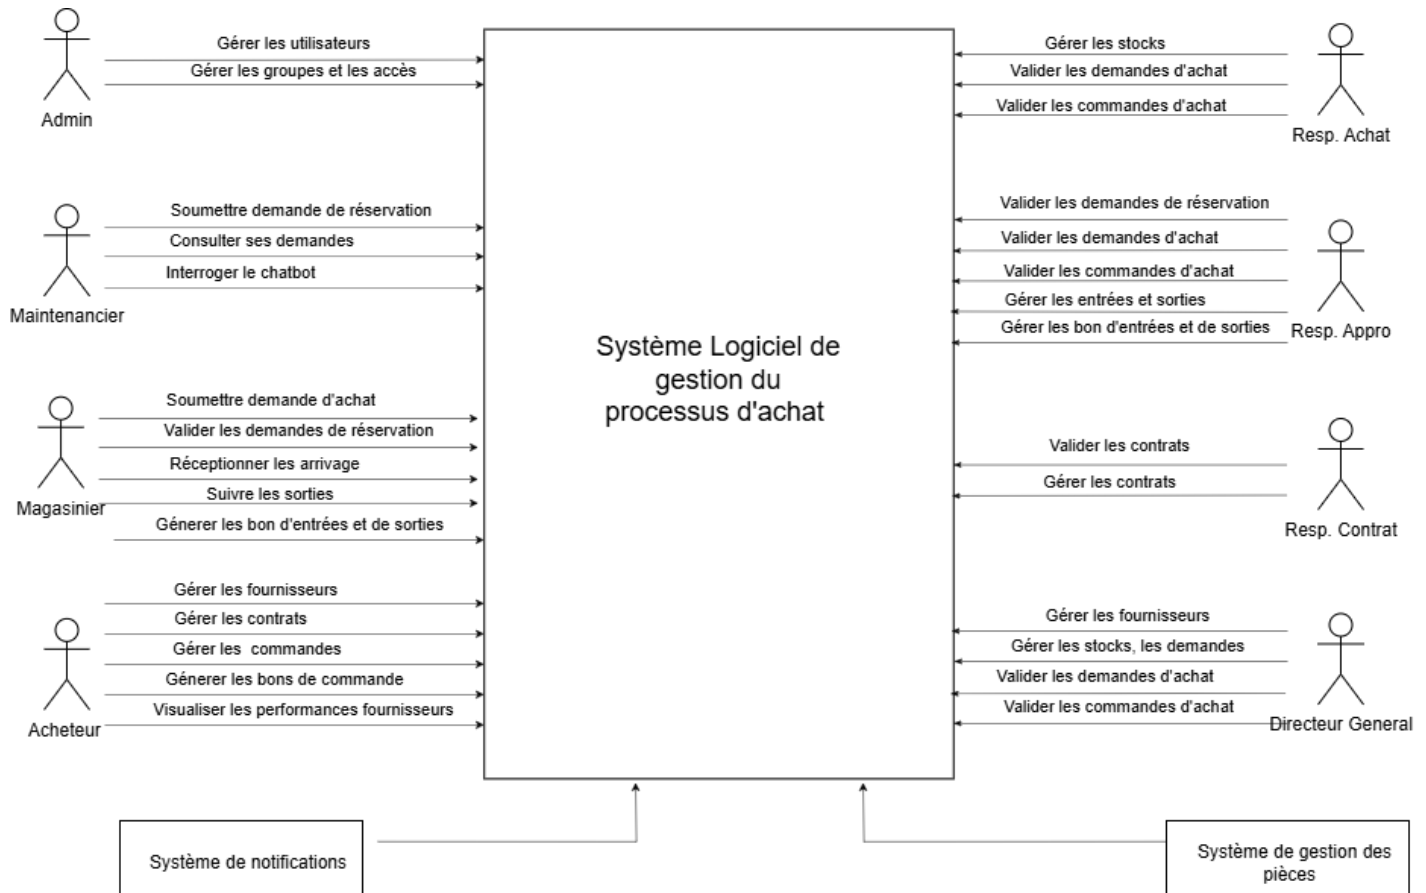 Gérer les utilisateurs
Gérer les groupes et les accès
Admin
Soumettre demande de réservation
Consulter ses demandes
Interroger le chatbot
Maintenancier
Soumettre demande d'achat
Valider les demandes de réservation
Réceptionner les arrivage
Suivre les sorties
Magasinier
Génerer les bon d'entrées et de sorties
Gérer les fournisseurs
Gérer les contrats
Gérer les commandes
Génerer les bons de commande
Visualiser les performances fournisseurs
Acheteur
Système Logiciel de
gestion du
processus d'achat
Gérer les stocks
Valider les demandes d'achat
Valider les commandes d'achat
Resp. Achat
Valider les demandes de réservation
Valider les demandes d'achat
Valider les commandes d'achat
Gérer les entrées et sorties
Gérer les bon d'entrées et de sorties
Resp. Appro
Valider les contrats
Gérer les contrats
Resp. Contrat
Gérer les fournisseurs
Gérer les stocks, les demandes
Valider les demandes d'achat
Valider les commandes d'achat
Directeur General
Système de notifications
Système de gestion des
pièces